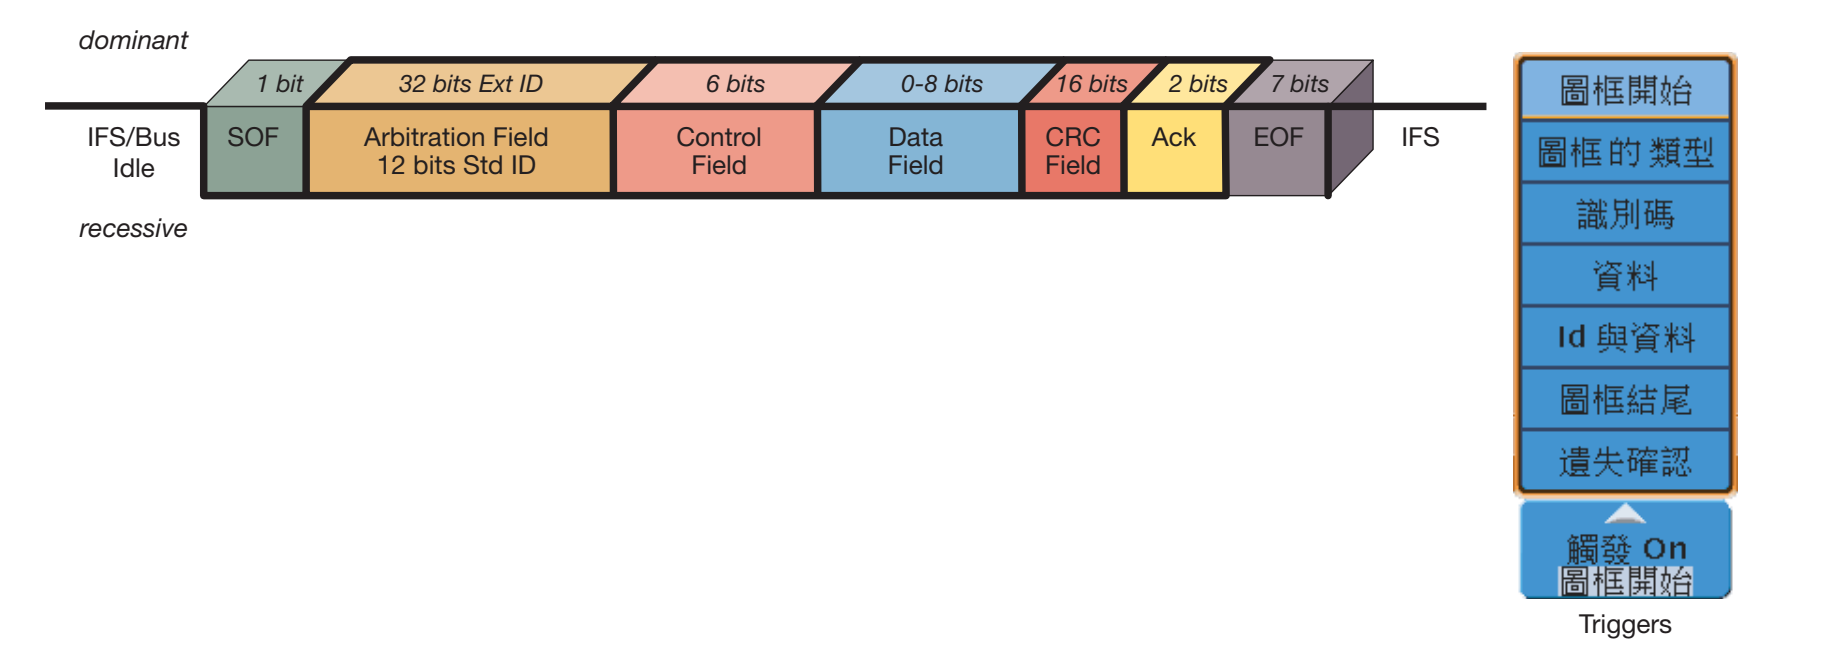 dominant
1 bit
32 bits Ext ID
6 bits
0-8 bits
16 bits
2 bits
7 bits
IFS/Bus
Idle
SOF
Arbitration Field
12 bits Std ID
Control
Field
Data
Field
CRC
Field
Ack
EOF
IFS
recessive
圖框開始
圖框的類型
識別碼
資料
Id 與資料
圖框結尾
遺失確認
觸發 On
圖框開始
Triggers